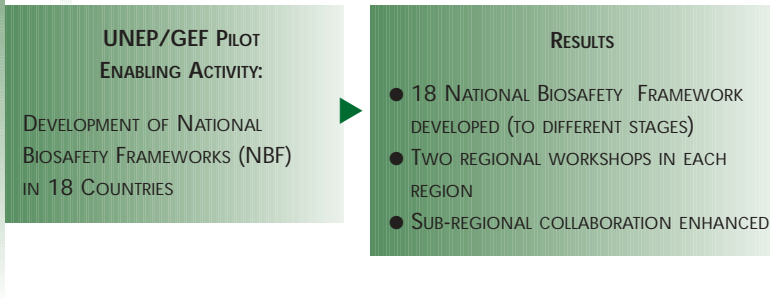 UNEP/GEF PILOT
ENABLING ACTIVITY:
DEVELOPMENT OF NATIONAL
BIOSAFETY FRAMEWORKS (NBF)
IN 18 COUNTRIES
RESULTS
● 18 NATIONAL BIOSAFETY FRAMEWORK
DEVELOPED (TO DIFFERENT STAGES)
● TWO REGIONAL WORKSHOPS IN EACH
REGION
● SUB-REGIONAL COLLABORATION ENHANCED